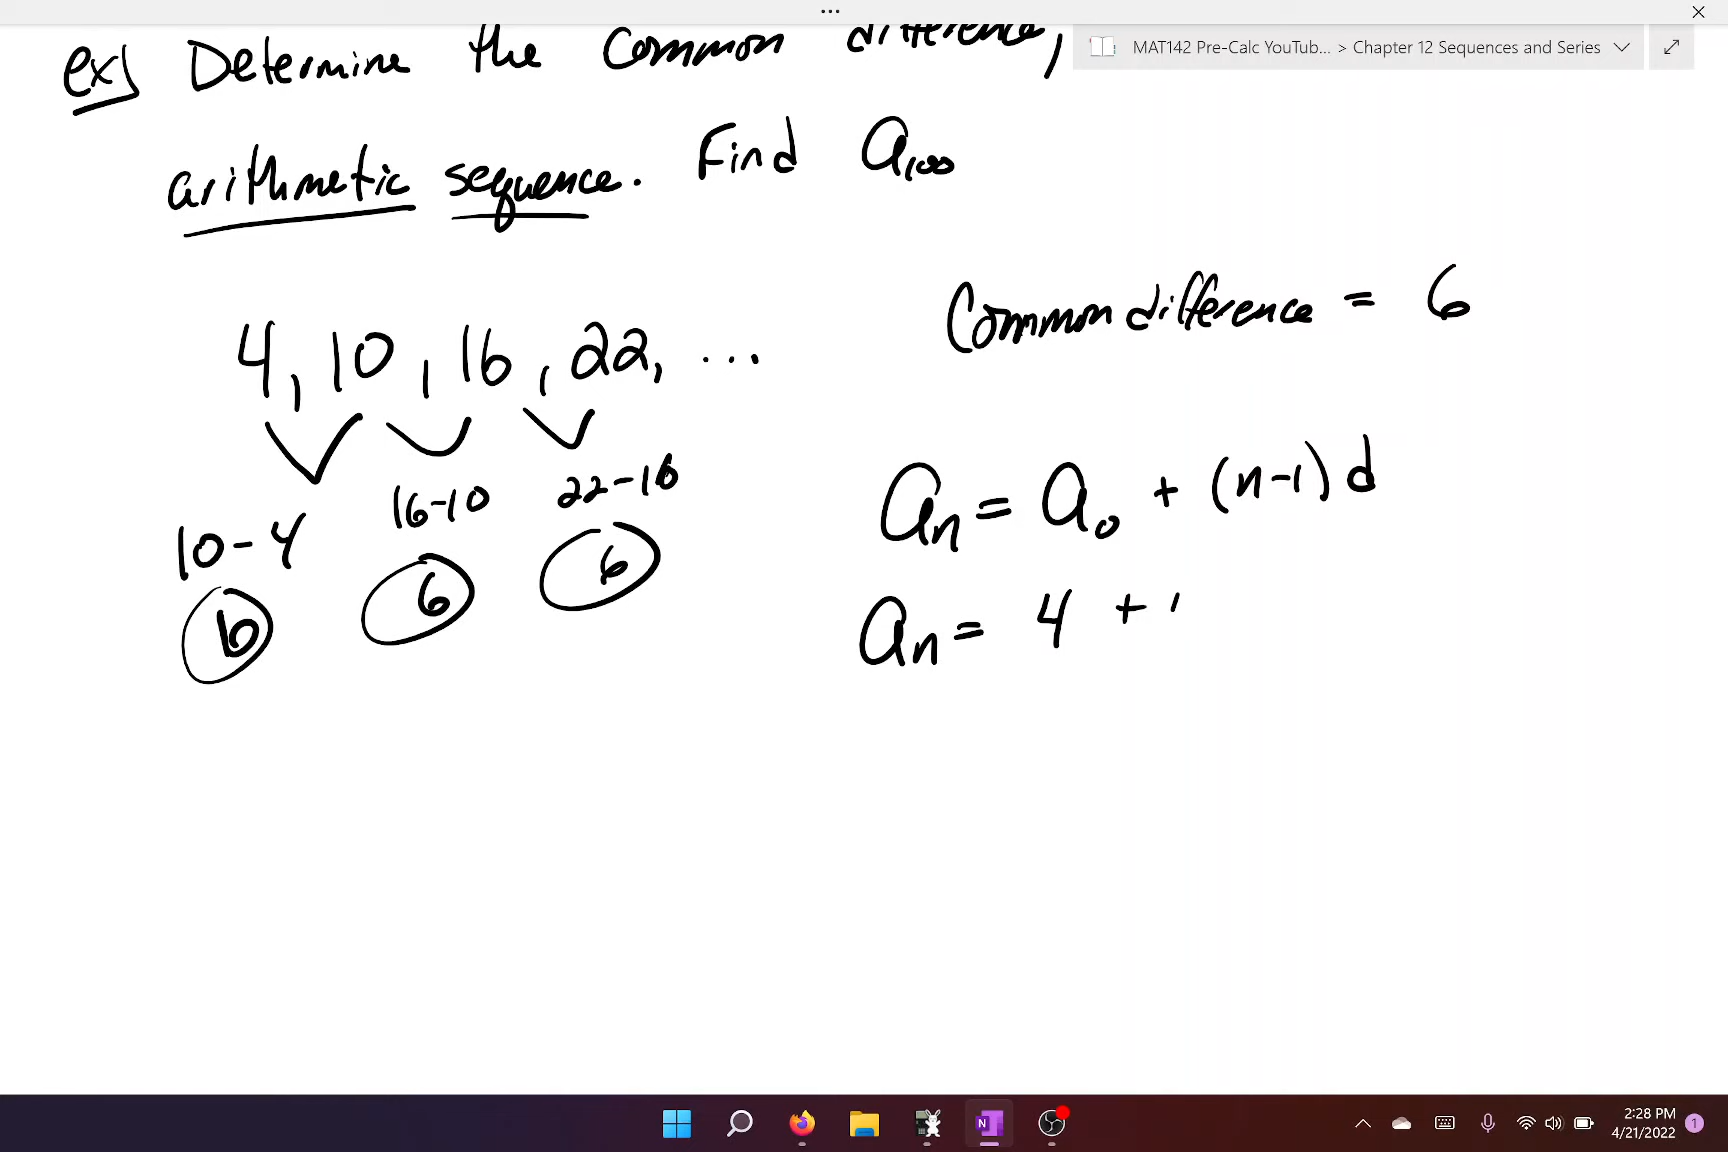 ...
MAT142 Pre-Calc YouTub... > Chapter 12 Sequences and Series
ex) Determine the Common difference,
arithmetic sequence. Find a₁₀₀
Common difference = 6
4, 10, 16, 22, ...
10-4 16-10 22-16
6 6 6
aₙ = a₀ + (n-1) d
aₙ = 4 +
N
2:28 PM
4/21/2022
1